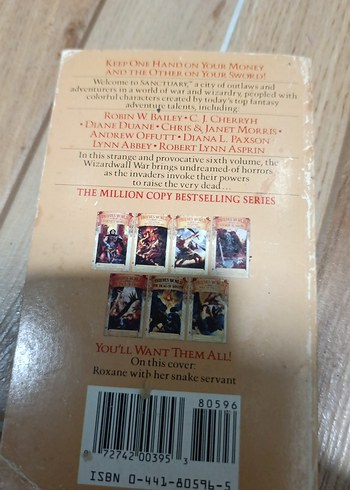 KEEP ONE HAND ON YOUR MONEY
AND THE OTHER ON YOUR SWORD!
Welcome to SANCTUARY,™ a city of outlaws and
adventurers in a world of war and wizardry, peopled with
colorful characters created by today's top fantasy
adventure talents, including:
ROBIN W. BAILEY • C. J. CHERRYH
• DIANE DUANE • CHRIS & JANET MORRIS •
ANDREW OFFUTT • DIANA L. PAXSON
LYNN ABBEY • ROBERT LYNN ASPRIN
In this strange and provocative sixth volume, the
Wizardwall War brings undreamed-of horrors
as the invaders invoke their powers
to raise the very dead...
THE MILLION COPY BESTSELLING SERIES
YOU'LL WANT THEM ALL!
On this cover:
Roxane with her snake servant
80596
72742 00395 3
ISBN 0-441-80596-5